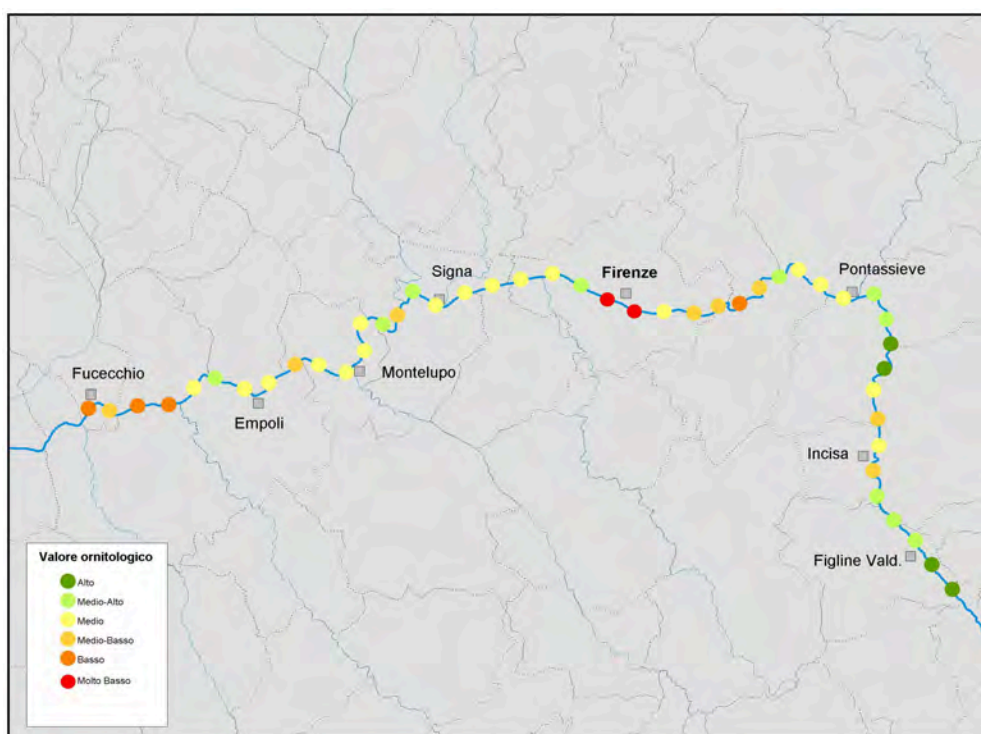 Signa
Firenze
Pontassieve
Fucecchio
Montelupo
Empoli
Incisa
Figline Vald.
Valore ornitologico
Alto
Medio-Alto
Medio
Medio-Basso
Basso
Molto Basso